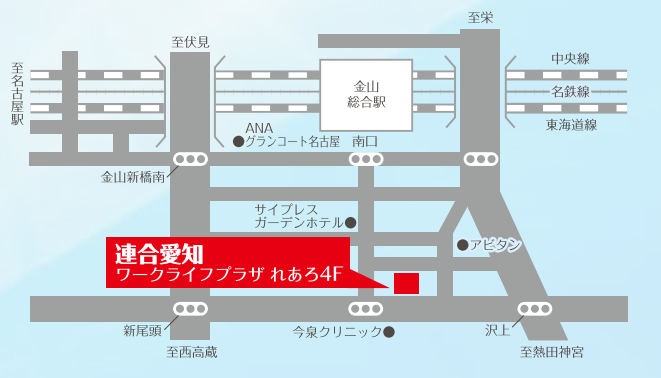 至栄
至伏見
至名古屋駅
金山
総合駅
中央線
名鉄線
東海道線
ANA
グランコート名古屋
南口
金山新橋南
サイプレス
ガーデンホテル
アビタン
連合愛知
ワークライフプラザ れあろ4F
新尾頭
今泉クリニック
沢上
至西高蔵
至熱田神宮